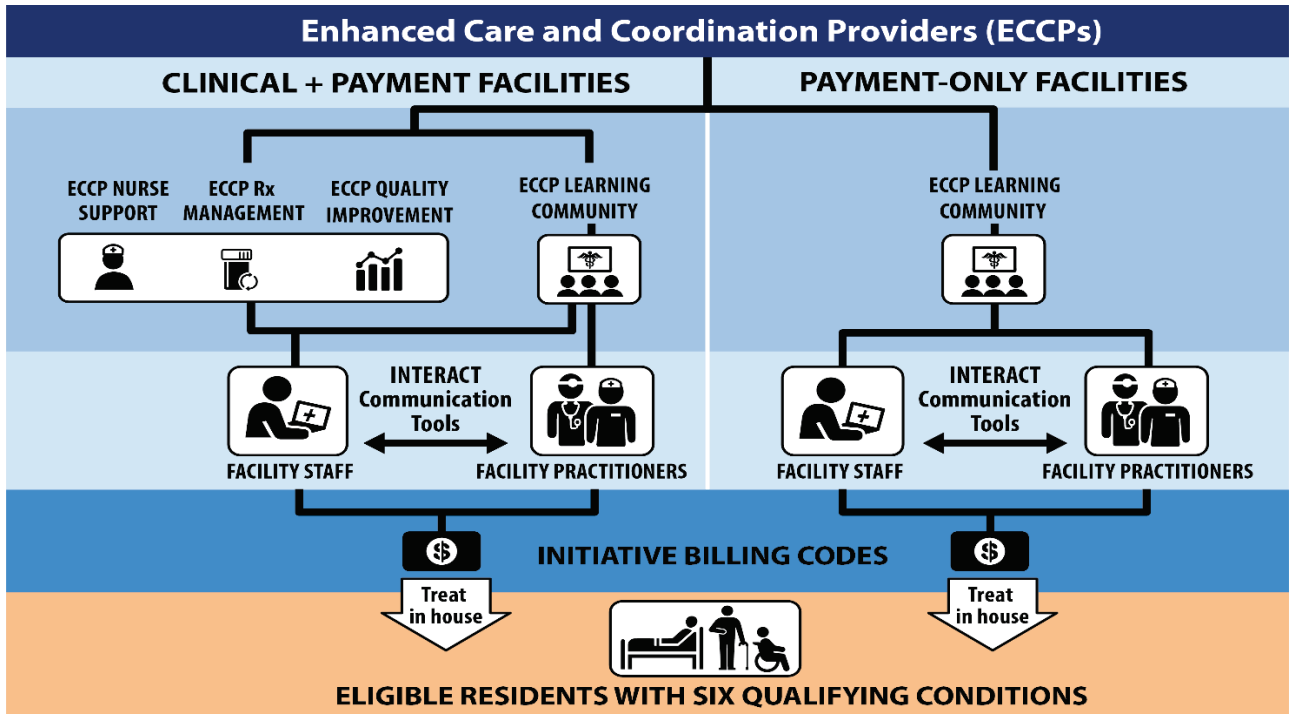 Enhanced Care and Coordination Providers (ECCPs)
CLINICAL + PAYMENT FACILITIES
PAYMENT-ONLY FACILITIES
ECCP NURSE
SUPPORT
ECCP Rx
MANAGEMENT
ECCP QUALITY
IMPROVEMENT
ECCP LEARNING
COMMUNITY
ECCP LEARNING
COMMUNITY
INTERACT
Communication
Tools
FACILITY STAFF
FACILITY PRACTITIONERS
INTERACT
Communication
Tools
FACILITY STAFF
FACILITY PRACTITIONERS
$
INITIATIVE BILLING CODES
$
Treat
in house
Treat
in house
ELIGIBLE RESIDENTS WITH SIX QUALIFYING CONDITIONS